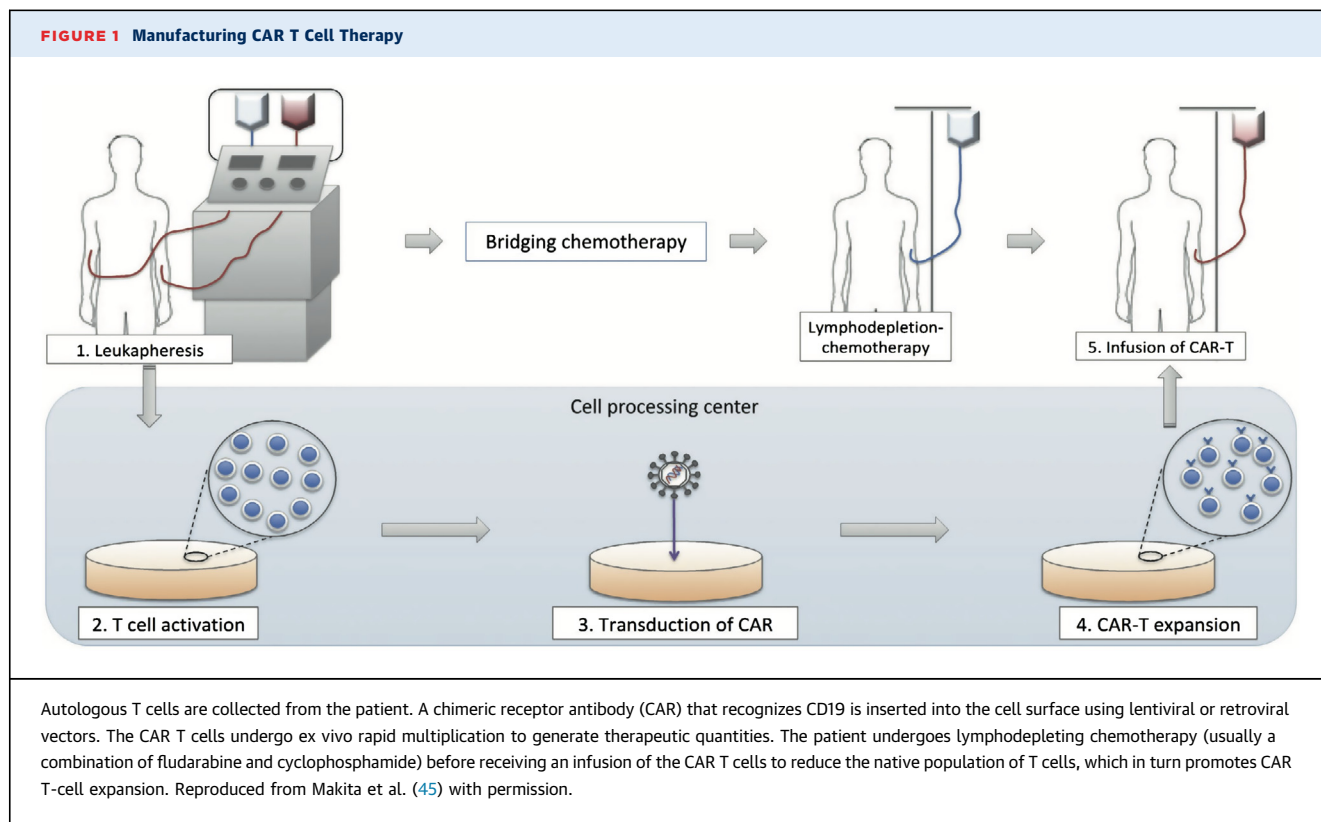 FIGURE 1 Manufacturing CAR T Cell Therapy
1. Leukapheresis
Bridging chemotherapy
Lymphodepletion-
chemotherapy
5. Infusion of CAR-T
Cell processing center
2. T cell activation
3. Transduction of CAR
4. CAR-T expansion
Autologous T cells are collected from the patient. A chimeric receptor antibody (CAR) that recognizes CD19 is inserted into the cell surface using lentiviral or retroviral
vectors. The CAR T cells undergo ex vivo rapid multiplication to generate therapeutic quantities. The patient undergoes lymphodepleting chemotherapy (usually a
combination of fludarabine and cyclophosphamide) before receiving an infusion of the CAR T cells to reduce the native population of T cells, which in turn promotes CAR
T-cell expansion. Reproduced from Makita et al. (45) with permission.